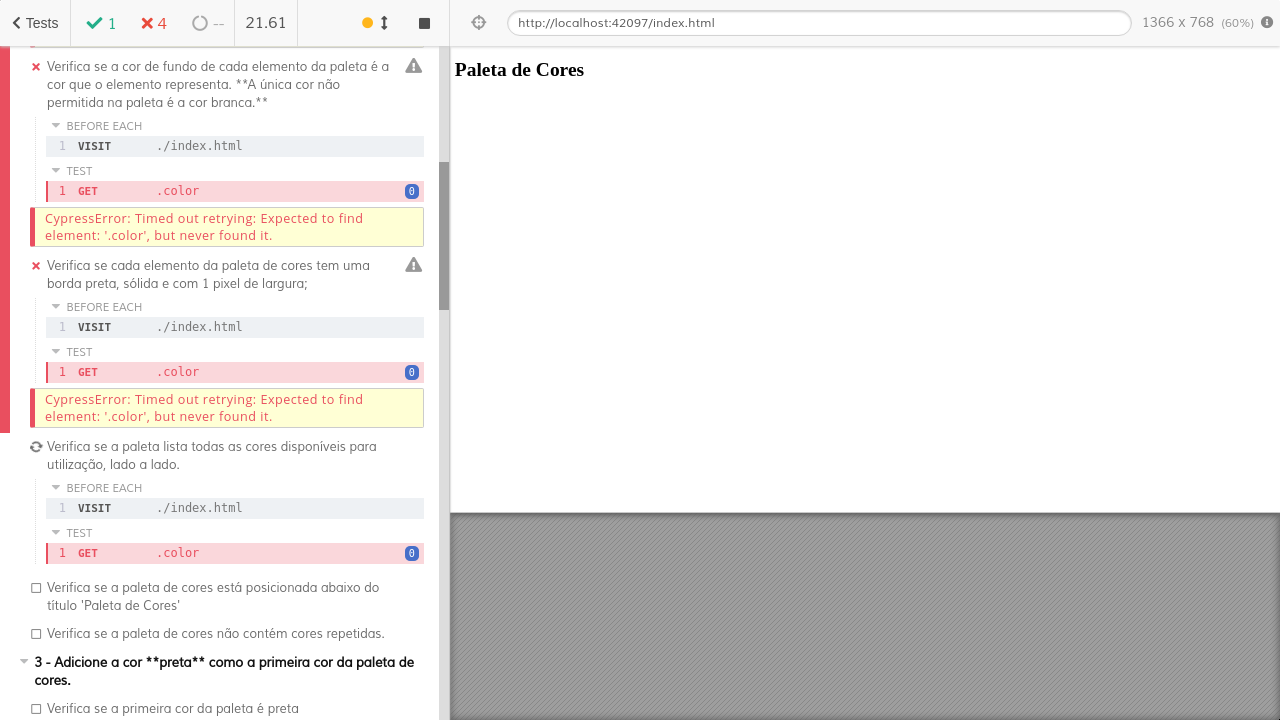 Tests
1
4
--
21.61
http://localhost:42097/index.html
1366 x 768 (60%)
Verifica se a cor de fundo de cada elemento da paleta é a
cor que o elemento representa. **A única cor não
permitida na paleta é a cor branca.**
BEFORE EACH
1 VISIT ./index.html
TEST
1 GET .color 0
CypressError: Timed out retrying: Expected to find
element: '.color', but never found it.
Verifica se cada elemento da paleta de cores tem uma
borda preta, sólida e com 1 pixel de largura;
BEFORE EACH
1 VISIT ./index.html
TEST
1 GET .color 0
CypressError: Timed out retrying: Expected to find
element: '.color', but never found it.
Verifica se a paleta lista todas as cores disponíveis para
utilização, lado a lado.
BEFORE EACH
1 VISIT ./index.html
TEST
1 GET .color 0
Verifica se a paleta de cores está posicionada abaixo do
título 'Paleta de Cores'
Verifica se a paleta de cores não contém cores repetidas.
3 - Adicione a cor **preta** como a primeira cor da paleta de
cores.
Verifica se a primeira cor da paleta é preta
Paleta de Cores